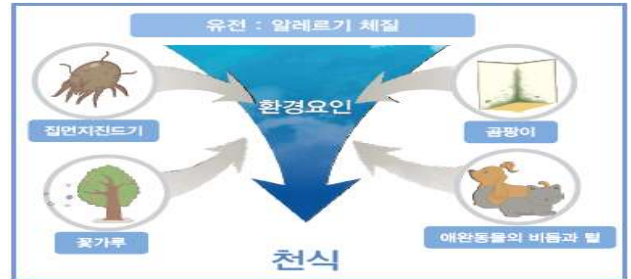 유전 : 알레르기 체질
환경요인
집먼지진드기
곰팡이
꽃가루
애완동물의 비듬과 털
천식